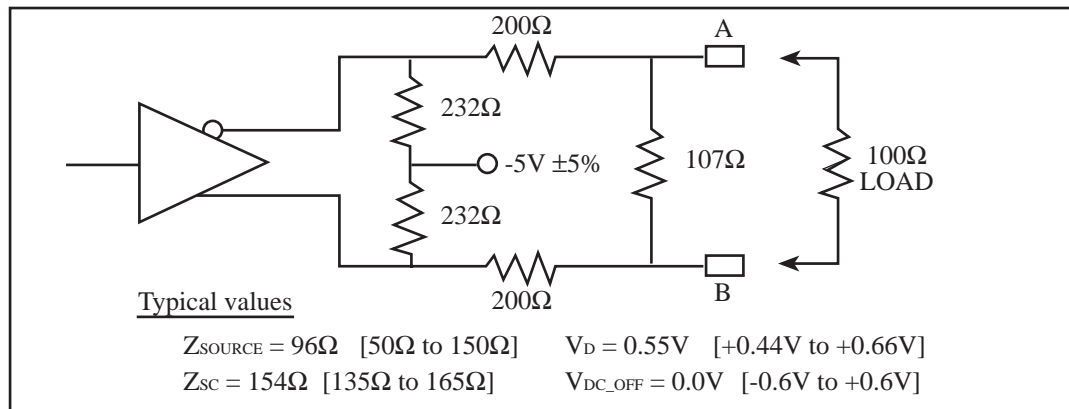 200Ω
A
232Ω
-5V ±5%
107Ω
100Ω
LOAD
232Ω
200Ω
B
Typical values
ZSOURCE = 96Ω [50Ω to 150Ω] VD = 0.55V [+0.44V to +0.66V]
ZSC = 154Ω [135Ω to 165Ω] VDC_OFF = 0.0V [-0.6V to +0.6V]